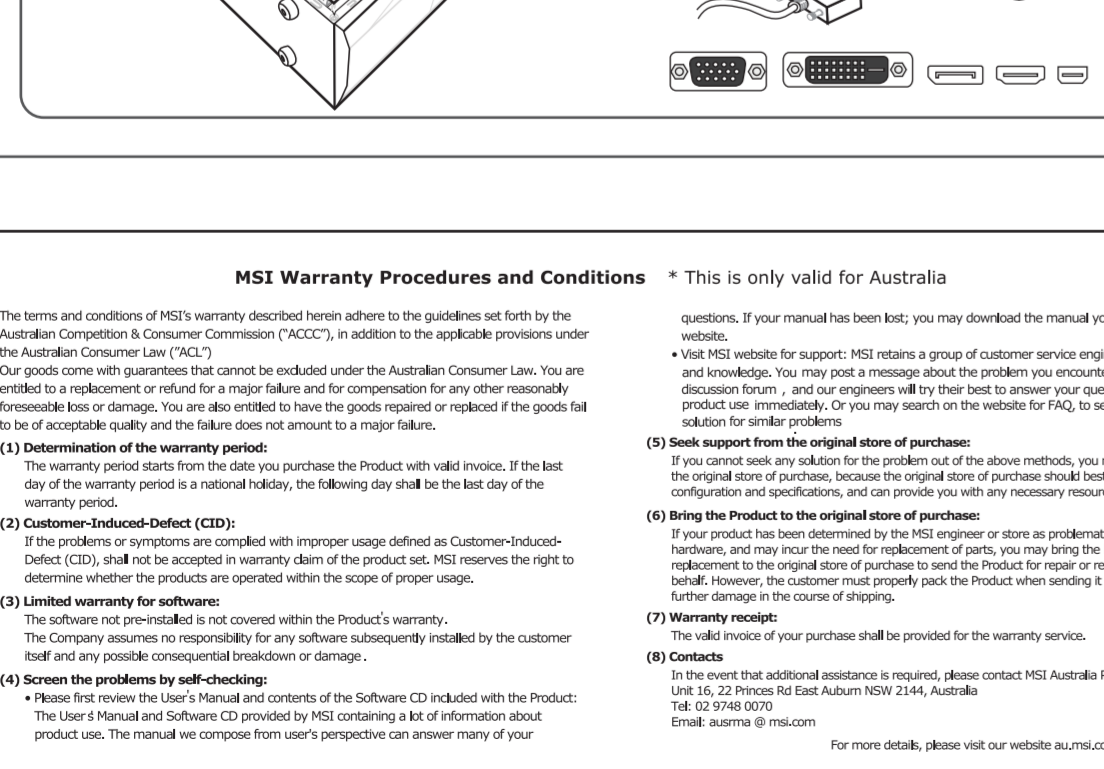 MSI Warranty Procedures and Conditions * This is only valid for Australia
The terms and conditions of MSI's warranty described herein adhere to the guidelines set forth by the
Australian Competition & Consumer Commission ("ACCC"), in addition to the applicable provisions under
the Australian Consumer Law ("ACL")
Our goods come with guarantees that cannot be excluded under the Australian Consumer Law. You are
entitled to a replacement or refund for a major failure and for compensation for any other reasonably
foreseeable loss or damage. You are also entitled to have the goods repaired or replaced if the goods fail
to be of acceptable quality and the failure does not amount to a major failure.
(1) Determination of the warranty period:
The warranty period starts from the date you purchase the Product with valid invoice. If the last
day of the warranty period is a national holiday, the following day shall be the last day of the
warranty period.
(2) Customer-Induced-Defect (CID):
If the problems or symptoms are complied with improper usage defined as Customer-Induced-
Defect (CID), shall not be accepted in warranty claim of the product set. MSI reserves the right to
determine whether the products are operated within the scope of proper usage.
(3) Limited warranty for software:
The software not pre-installed is not covered within the Product's warranty.
The Company assumes no responsibility for any software subsequently installed by the customer
itself and any possible consequential breakdown or damage.
(4) Screen the problems by self-checking:
• Please first review the User's Manual and contents of the Software CD included with the Product:
The User's Manual and Software CD provided by MSI containing a lot of information about
product use. The manual we compose from user's perspective can answer many of your
questions. If your manual has been lost; you may download the manual
website.
• Visit MSI website for support: MSI retains a group of customer service
and knowledge. You may post a message about the problem you
discussion forum , and our engineers will try their best to answer your
product use immediately. Or you may search on the website for FAQ, to
solution for similar problems
(5) Seek support from the original store of purchase:
If you cannot seek any solution for the problem out of the above methods, you
the original store of purchase, because the original store of purchase should best
configuration and specifications, and can provide you with any necessary
(6) Bring the Product to the original store of purchase:
If your product has been determined by the MSI engineer or store as
hardware, and may incur the need for replacement of parts, you may bring the
replacement to the original store of purchase to send the Product for repair or
behalf. However, the customer must properly pack the Product when sending it
further damage in the course of shipping.
(7) Warranty receipt:
The valid invoice of your purchase shall be provided for the warranty service.
(8) Contacts
In the event that additional assistance is required, please contact MSI Australia
Unit 16, 22 Princes Rd East Auburn NSW 2144, Australia
Tel: 02 9748 0070
Email: ausrma @ msi.com
For more details, please visit our website